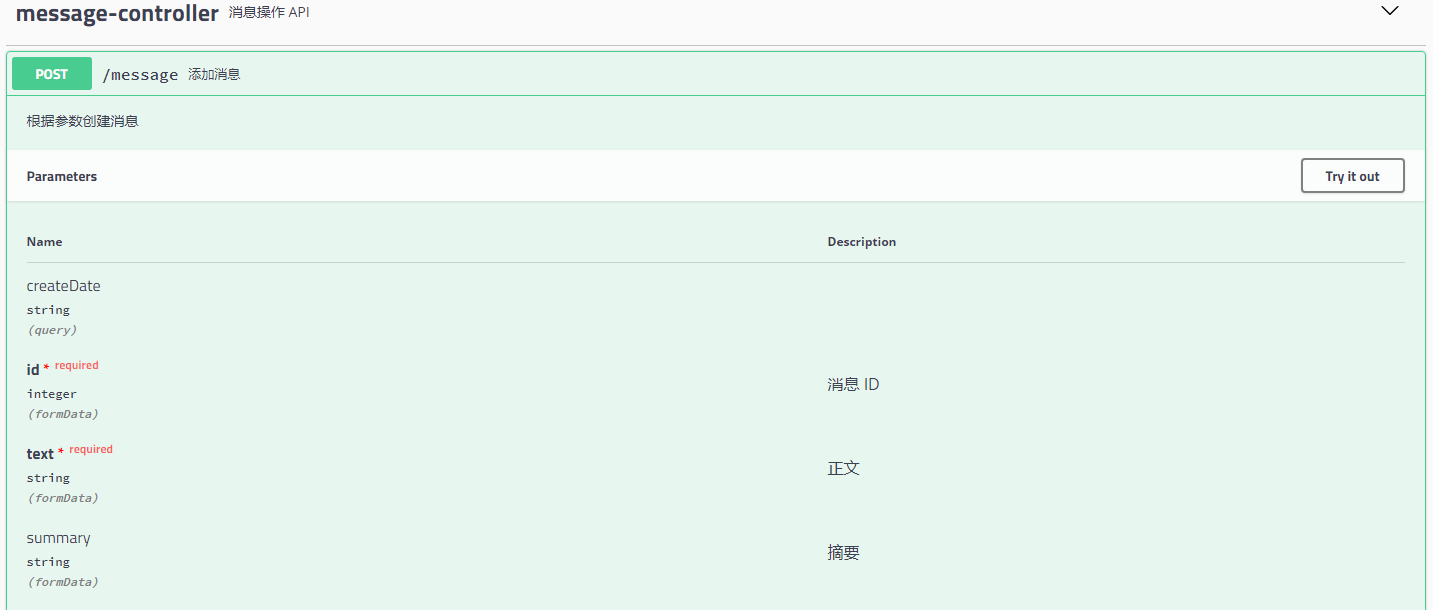 message-controller 消息操作 API
POST /message 添加消息
根据参数创建消息
Parameters Try it out
Name Description
createDate
string
(query)
id * required
integer
(formData)
消息 ID
text * required
string
(formData)
正文
summary
string
(formData)
摘要